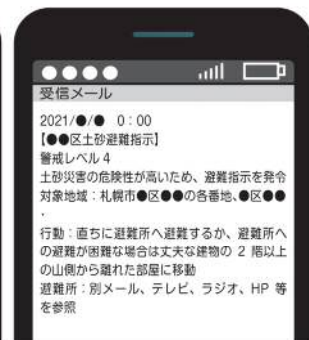 ●●●●
受信メール
2021/●/● 0:00
【●●区土砂避難指示】
警戒レベル4
土砂災害の危険性が高いため、避難指示を発令
対象地域:札幌市●区●●の各番地、●区●●
・
行動:直ちに避難所へ避難するか、避難所へ
の避難が困難な場合は丈夫な建物の 2 階以上
の山側から離れた部屋に移動
避難所:別メール、テレビ、ラジオ、HP 等
を参照